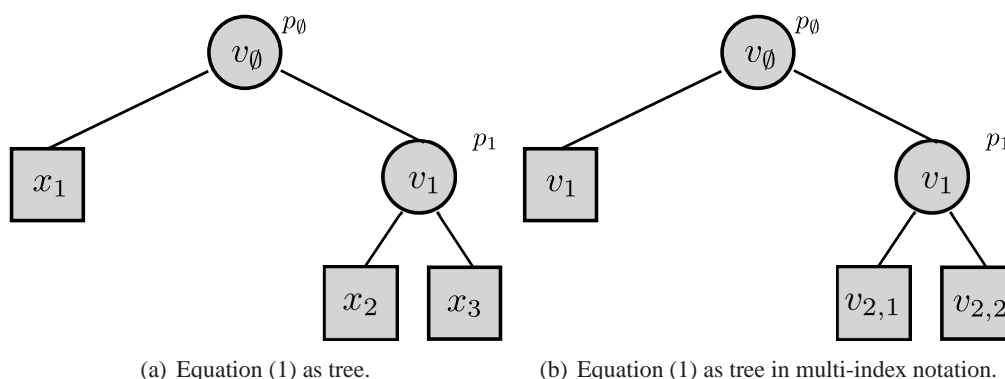 p∅ p∅
v∅ v∅
p1 p1
x1 v1 v1 v1
x2 x3 v2,1 v2,2
(a) Equation (1) as tree. (b) Equation (1) as tree in multi-index notation.